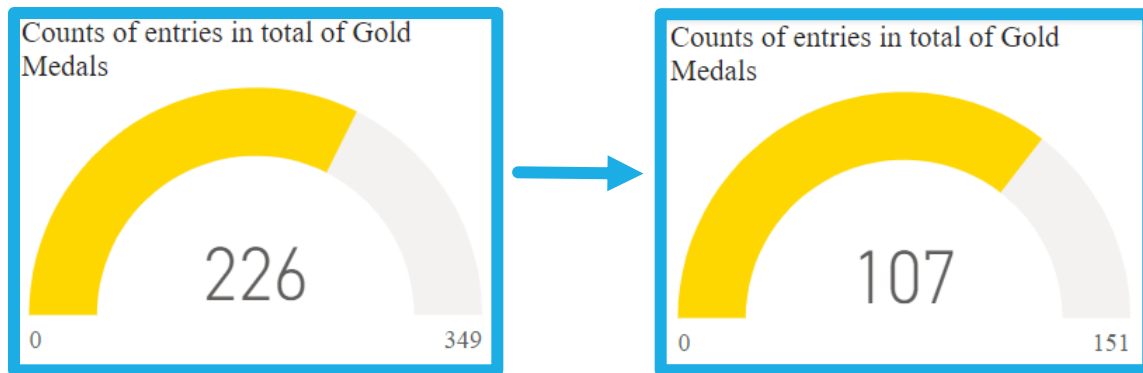 Counts of entries in total of Gold
Medals
226
0
349
Counts of entries in total of Gold
Medals
107
0
151